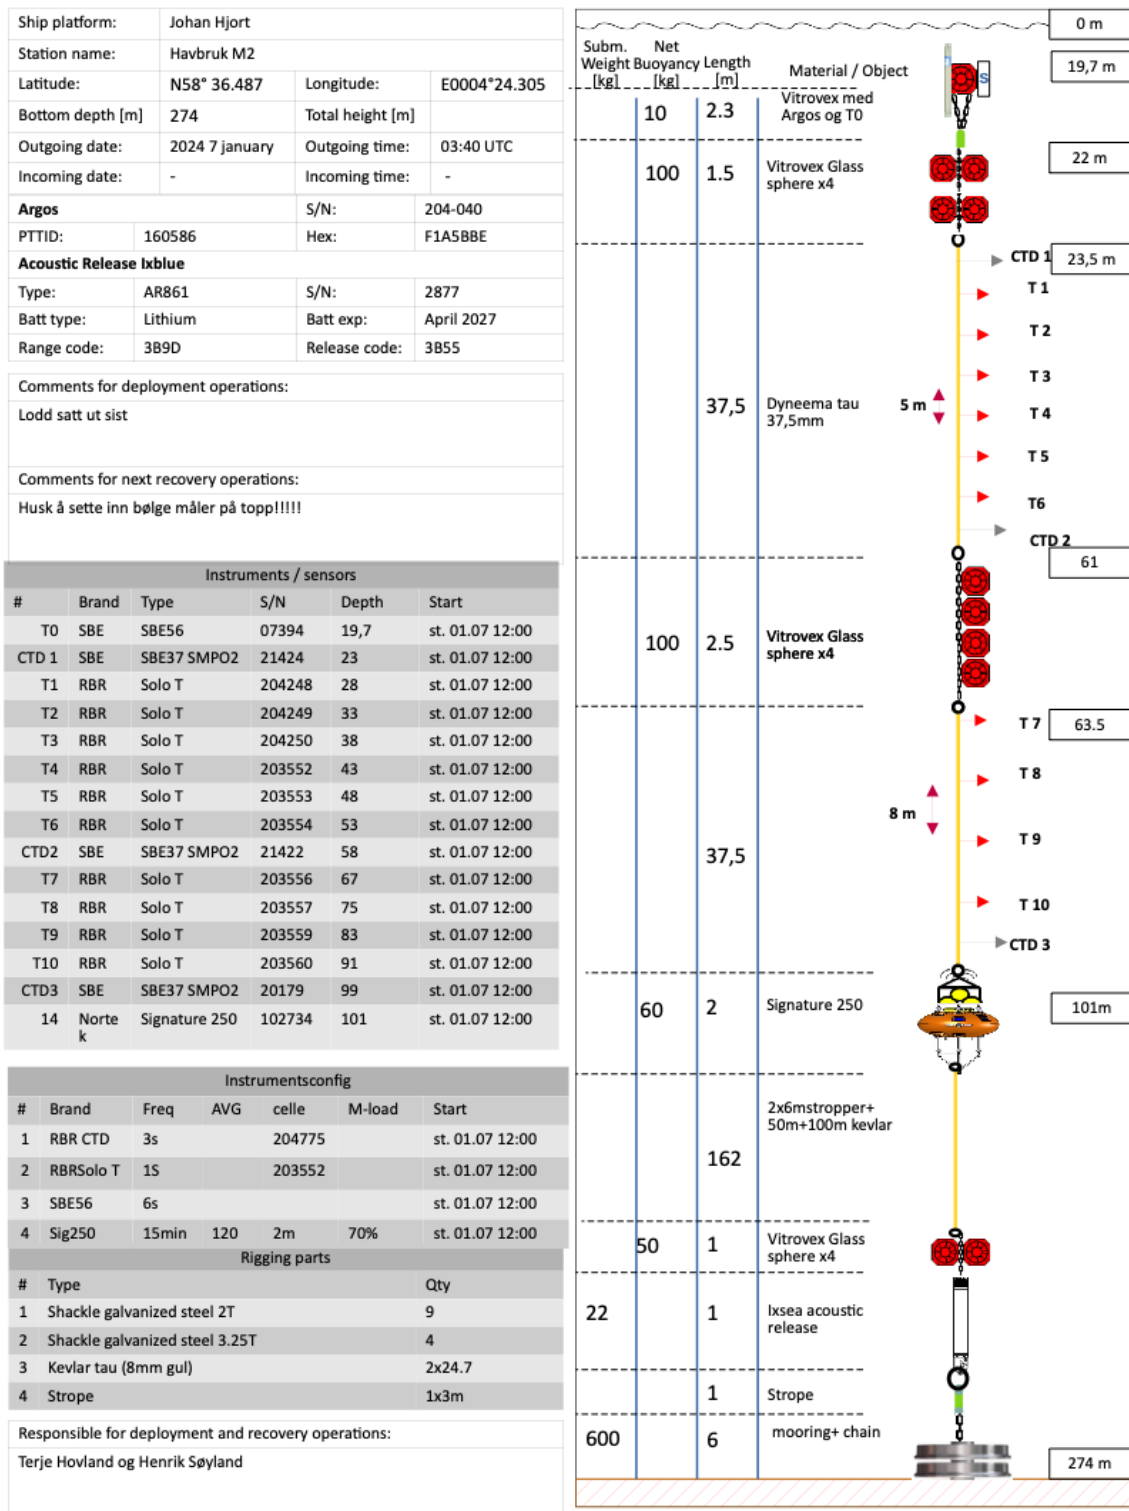 Ship platform: Johan Hjort
Station name: Havbruk M2
Latitude: N58° 36.487 Longitude: E0004°24.305
Bottom depth [m] 274 Total height [m]
Outgoing date: 2024 7 january Outgoing time: 03:40 UTC
Incoming date: - Incoming time: -
Argos S/N: 204-040
PTTID: 160586 Hex: F1A5BBE
Acoustic Release Ixblue
Type: AR861 S/N: 2877
Batt type: Lithium Batt exp: April 2027
Range code: 3B9D Release code: 3B55
Comments for deployment operations:
Lodd satt ut sist
Comments for next recovery operations:
Husk å sette inn bølge måler på topp!!!!!
Instruments / sensors
# Brand Type S/N Depth Start
T0 SBE SBE56 07394 19,7 st. 01.07 12:00
CTD 1 SBE SBE37 SMPO2 21424 23 st. 01.07 12:00
T1 RBR Solo T 204248 28 st. 01.07 12:00
T2 RBR Solo T 204249 33 st. 01.07 12:00
T3 RBR Solo T 204250 38 st. 01.07 12:00
T4 RBR Solo T 203552 43 st. 01.07 12:00
T5 RBR Solo T 203553 48 st. 01.07 12:00
T6 RBR Solo T 203554 53 st. 01.07 12:00
CTD2 SBE SBE37 SMPO2 21422 58 st. 01.07 12:00
T7 RBR Solo T 203556 67 st. 01.07 12:00
T8 RBR Solo T 203557 75 st. 01.07 12:00
T9 RBR Solo T 203559 83 st. 01.07 12:00
T10 RBR Solo T 203560 91 st. 01.07 12:00
CTD3 SBE SBE37 SMPO2 20179 99 st. 01.07 12:00
14 Norte Signature 250 102734 101 st. 01.07 12:00
k
Instrumentsconfig
# Brand Freq AVG celle M-load Start
1 RBR CTD 3s 204775 st. 01.07 12:00
2 RBRSolo T 1S 203552 st. 01.07 12:00
3 SBE56 6s st. 01.07 12:00
4 Sig250 15min 120 2m 70% st. 01.07 12:00
Rigging parts
# Type Qty
1 Shackle galvanized steel 2T 9
2 Shackle galvanized steel 3.25T 4
3 Kevlar tau (8mm gul) 2x24.7
4 Strope 1x3m
Responsible for deployment and recovery operations:
Terje Hovland og Henrik Søyland
0 m
Subm. Net
Weight Buoyancy Length
[kg] [kg] [m] Material / Object
S
19,7 m
10 2.3 Vitrovex med
Argos og T0
22 m
100 1.5 Vitrovex Glass
sphere x4
CTD 1 23,5 m
T 1
T 2
T 3
37,5 Dyneema tau
37,5mm
5 m
T 4
T 5
T6
CTD 2
61
100 2.5 Vitrovex Glass
sphere x4
T 7 63.5
T 8
8 m
T 9
37,5
T 10
CTD 3
60 2 Signature 250 101m
2x6mstropper+
50m+100m kevlar
162
50 1 Vitrovex Glass
sphere x4
22 1 Ixsea acoustic
release
1 Strope
600 6 mooring+ chain
274 m